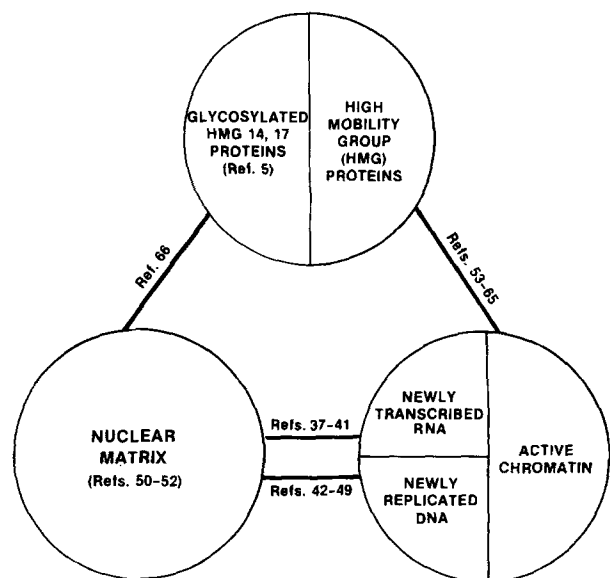 GLYCOSYLATED
HMG 14, 17
PROTEINS
(Ref. 5)
HIGH
MOBILITY
GROUP
(HMG)
PROTEINS
Ref. 66
Refs. 53-65
NUCLEAR
MATRIX
(Refs. 50-52)
Refs. 37-41
Refs. 42-49
NEWLY
TRANSCRIBED
RNA
NEWLY
REPLICATED
DNA
ACTIVE
CHROMATIN